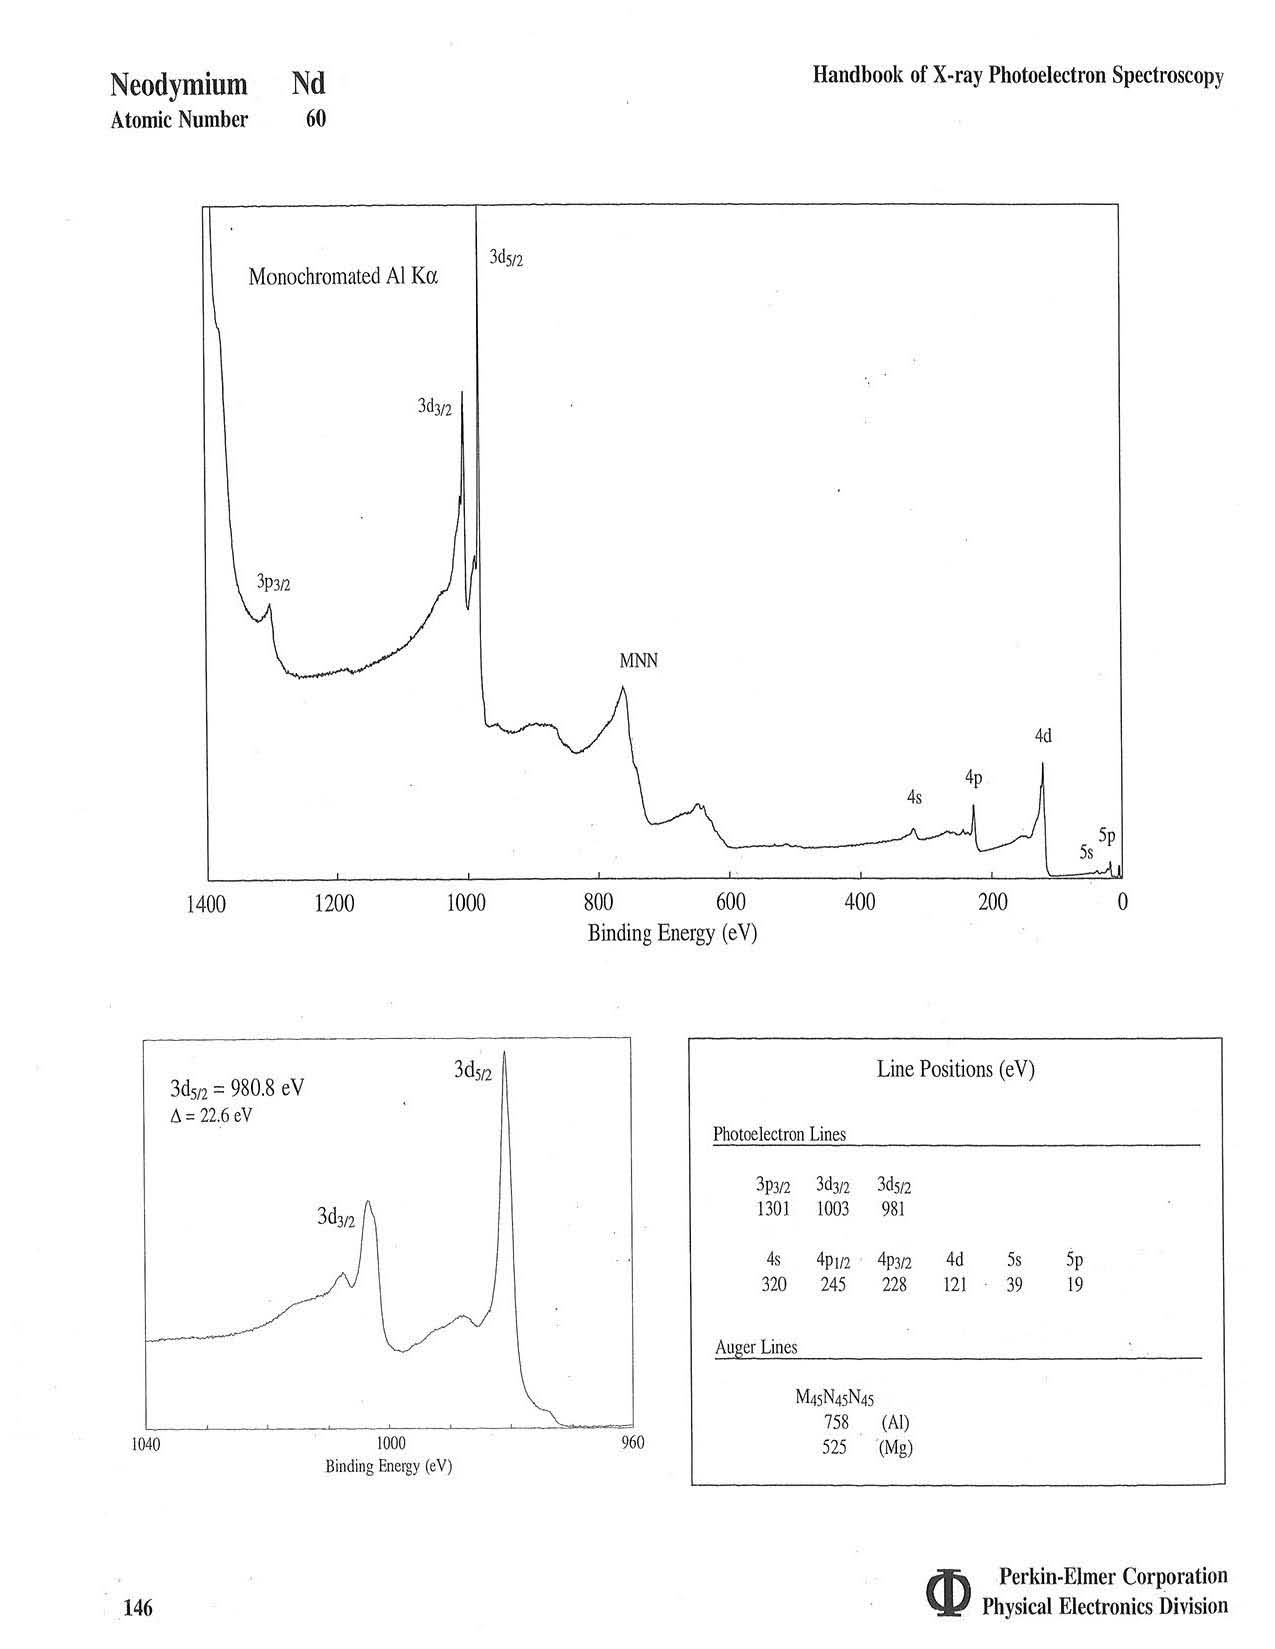 Neodymium Nd
Atomic Number 60
Handbook of X-ray Photoelectron Spectroscopy
Monochromated Al Kα
3d5/2
3d3/2
3p3/2
MNN
4s
4p
4d
5s
5p
1400 1200 1000 800 600 400 200 0
Binding Energy (eV)
3d5/2 = 980.8 eV
Δ = 22.6 eV
3d5/2
3d3/2
1040 1000 960
Binding Energy (eV)
Line Positions (eV)
Photoelectron Lines
3p3/2 3d3/2 3d5/2
1301 1003 981
4s 4p1/2 4p3/2 4d 5s 5p
320 245 228 121 39 19
Auger Lines
M45N45N45
758 (Al)
525 (Mg)
146
Perkin-Elmer Corporation
Physical Electronics Division